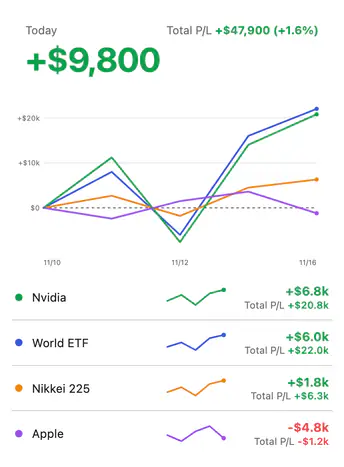 Today Total P/L +$47,900 (+1.6%)
+$9,800
+$20k
+$10k
$0
11/10 11/12 11/16
Nvidia +$6.8k
Total P/L +$20.8k
World ETF +$6.0k
Total P/L +$22.0k
Nikkei 225 +$1.8k
Total P/L +$6.3k
Apple -$4.8k
Total P/L -$1.2k